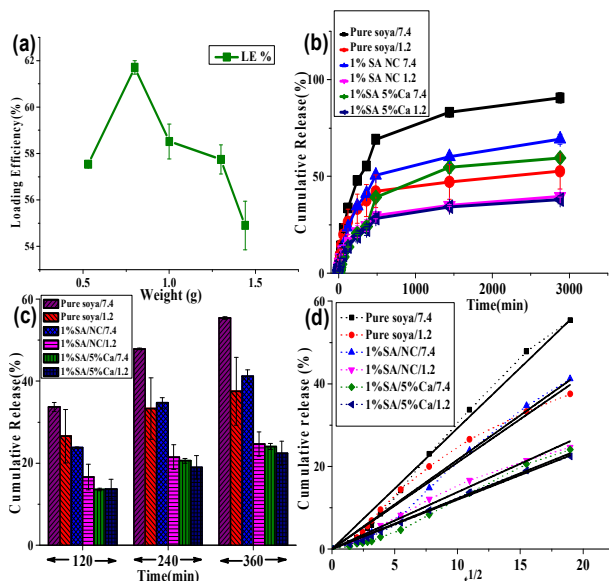 (a)
LE %
Loading Efficiency(%)
62
60
58
56
54
0.5
1.0
1.5
Weight (g)
(b)
Pure soya/7.4
Pure soya/1.2
1% SA NC 7.4
1% SA NC 1.2
1%SA 5%Ca 7.4
1%SA 5%Ca 1.2
Cumulative Release(%)
100
50
0
0
1000
2000
3000
Time(min)
(c)
Pure soya/7.4
Pure soya/1.2
1%SA/NC/7.4
1%SA/NC/1.2
1%SA/5%Ca/7.4
1%SA/5%Ca/1.2
Cumulative Release (%)
60
40
20
0
120
240
360
Time(min)
(d)
Pure soya/7.4
Pure soya/1.2
1%SA/NC/7.4
1%SA/NC/1.2
1%SA/5%Ca/7.4
1%SA/5%Ca/1.2
Cumulative release (%)
60
40
20
0
0
5
10
15
20
t1/2